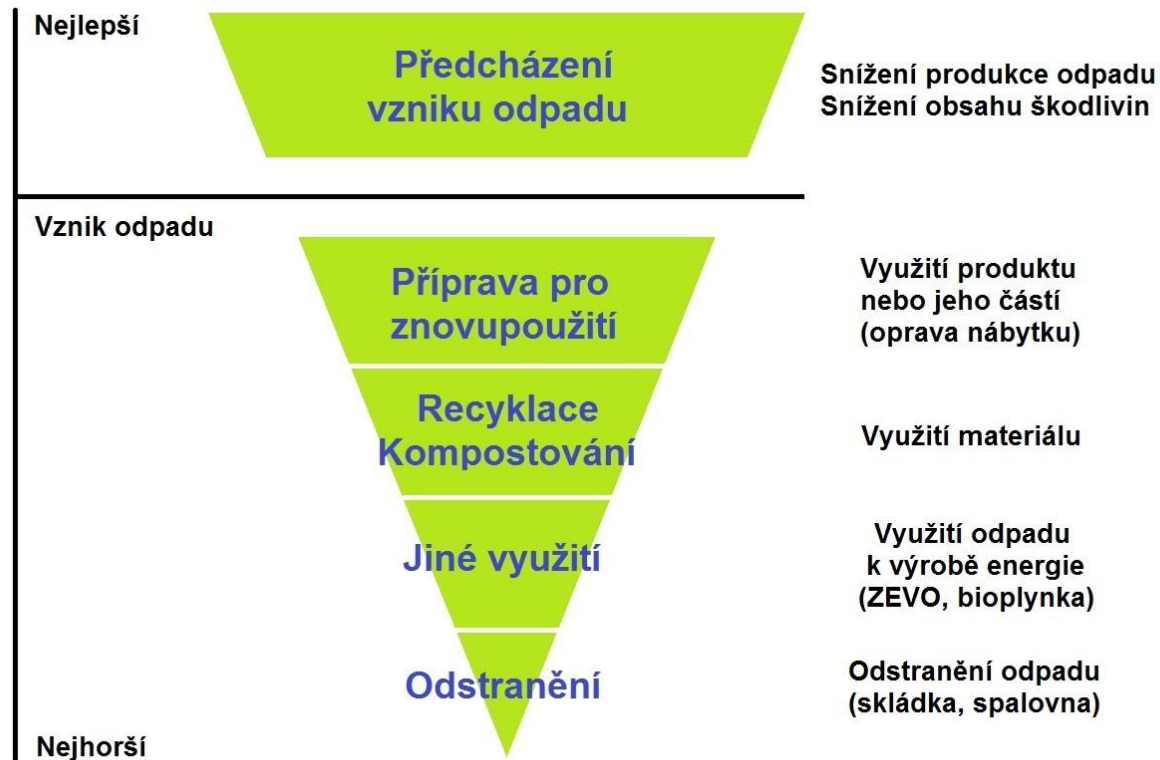 Nejlepší
Předcházení
vzniku odpadu
Snížení produkce odpadu
Snížení obsahu škodlivin
Vznik odpadu
Příprava pro
znovupoužití
Využití produktu
nebo jeho částí
(oprava nábytku)
Recyklace
Kompostování
Využití materiálu
Jiné využití
Využití odpadu
k výrobě energie
(ZEVO, bioplynka)
Odstranění
Odstranění odpadu
(skládka, spalovna)
Nejhorší